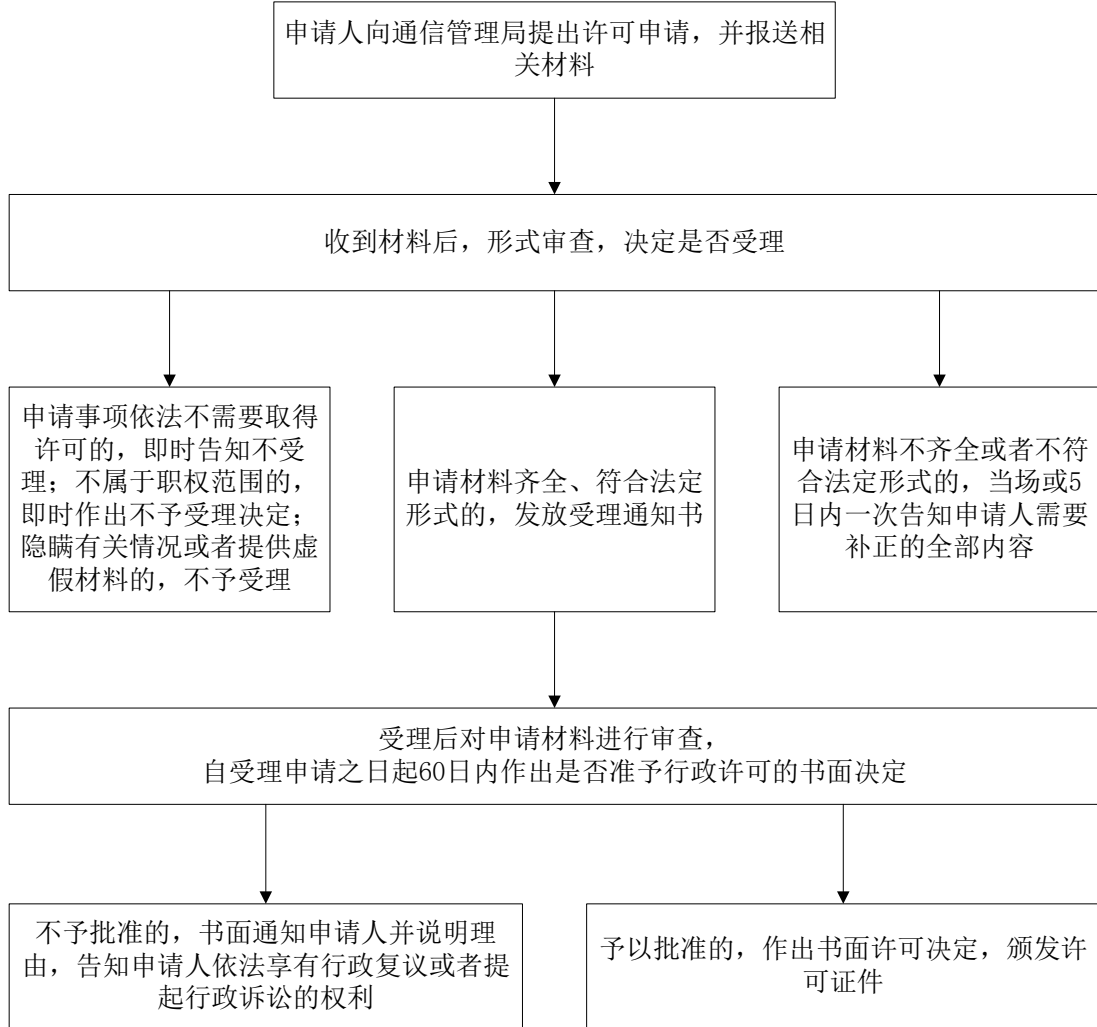 申请人向通信管理局提出许可申请，并报送相
关材料
收到材料后，形式审查，决定是否受理
申请事项依法不需要取得
许可的，即时告知不受
理；不属于职权范围的，
即时作出不予受理决定；
隐瞒有关情况或者提供虚
假材料的，不予受理
申请材料齐全、符合法定
形式的，发放受理通知书
申请材料不齐全或者不符
合法定形式的，当场或5
日内一次告知申请人需要
补正的全部内容
受理后对申请材料进行审查，
自受理申请之日起60日内作出是否准予行政许可的书面决定
不予批准的，书面通知申请人并说明理
由，告知申请人依法享有行政复议或者提
起行政诉讼的权利
予以批准的，作出书面许可决定，颁发许
可证件